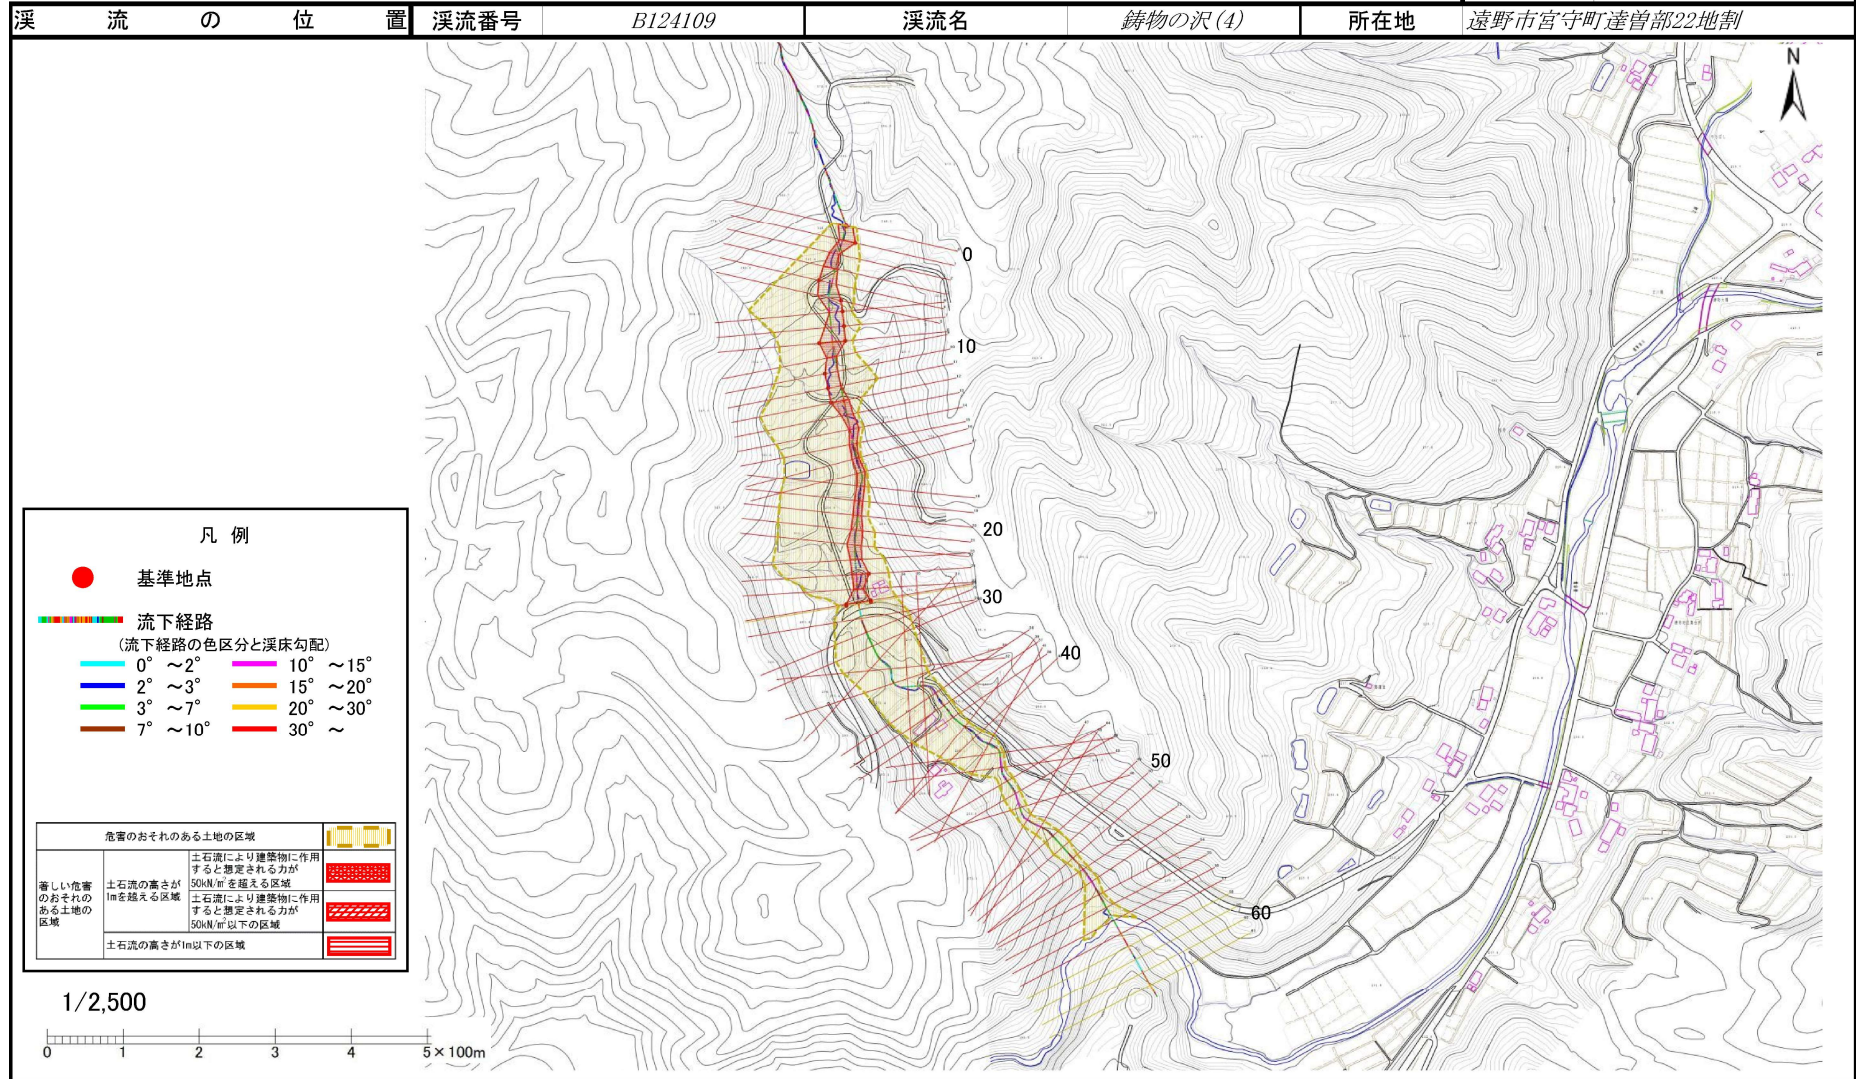 渓流の位置 渓流番号 B124109 渓流名 鋳物の沢(4) 所在地 遠野市宮守町達曽部22地割
N
0
10
20
30
40
50
60
凡 例
基準地点
流下経路
(流下経路の色区分と渓床勾配)
0° ～2° 10° ～15°
2° ～3° 15° ～20°
3° ～7° 20° ～30°
7° ～10° 30° ～
危害のおそれのある土地の区域
著しい危害
のおそれの
ある土地の
区域
土石流の高さが
1mを越える区域
土石流により建築物に作用
すると想定される力が
50kN/m²を超える区域
土石流により建築物に作用
すると想定される力が
50kN/m²以下の区域
土石流の高さが1m以下の区域
1/2,500
0 1 2 3 4 5×100m